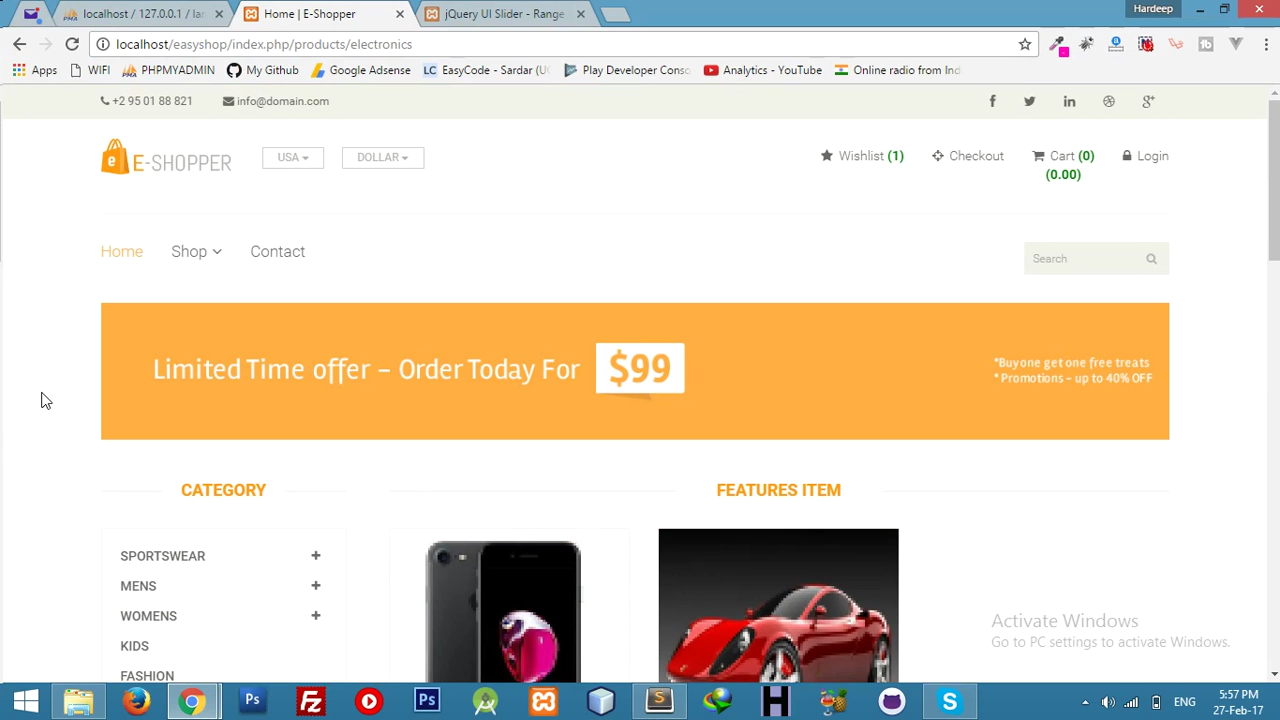 Hardeep
localhost / 127.0.0.1 / lar
Home | E-Shopper
jQuery UI Slider - Range
localhost/easyshop/index.php/products/electronics
Apps
WIFI
PHPMYADMIN
My Github
Google Adsense
EasyCode - Sardar (UC
Play Developer Conso
Analytics - YouTube
Online radio from Ind
+2 95 01 88 821
info@domain.com
E-SHOPPER
USA
DOLLAR
Wishlist (1)
Checkout
Cart (0)
(0.00)
Login
Home
Shop
Contact
Search
Limited Time offer – Order Today For $99
*Buy one get one free treats
* Promotions – up to 40% OFF
CATEGORY
FEATURES ITEM
SPORTSWEAR
MENS
WOMENS
KIDS
FASHION
Activate Windows
Go to PC settings to activate Windows.
ENG
5:57 PM
27-Feb-17